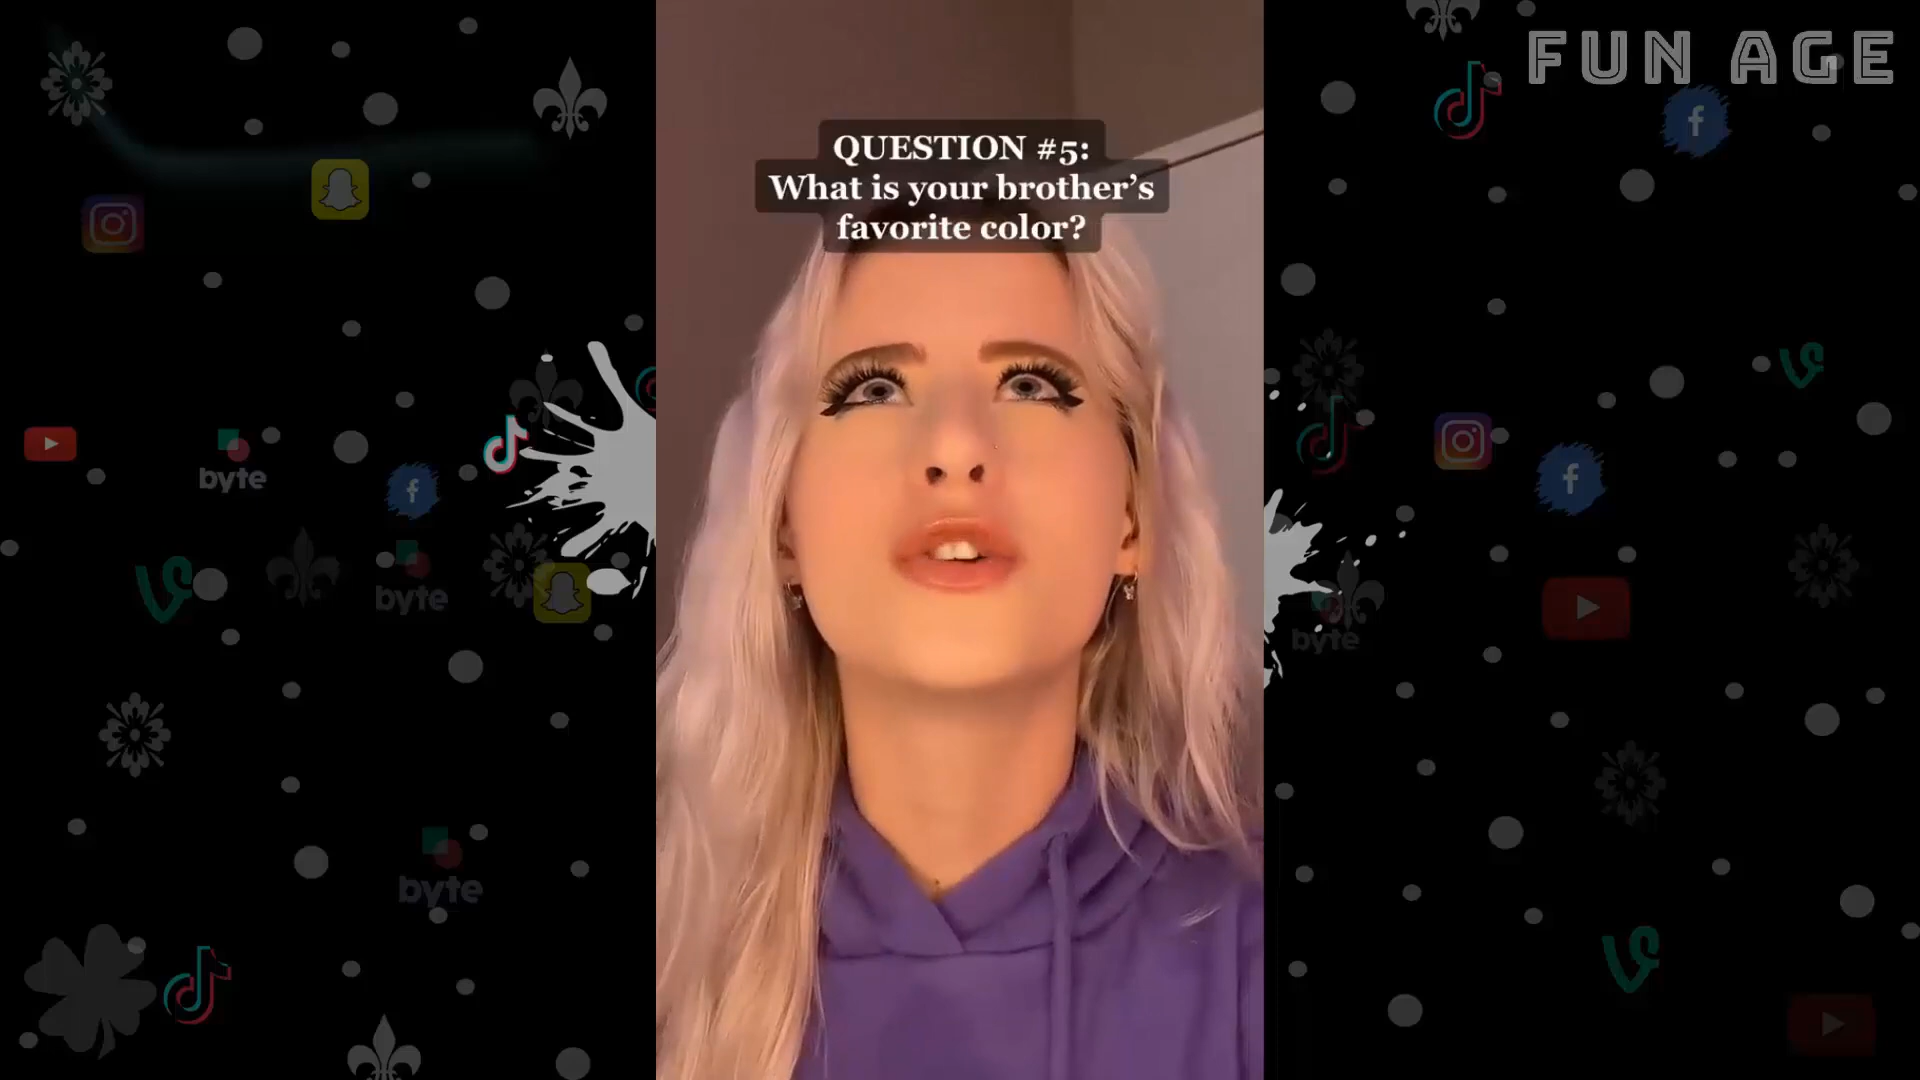 FUN AGE
QUESTION #5:
What is your brother's
favorite color?
byte
byte
byte
byte